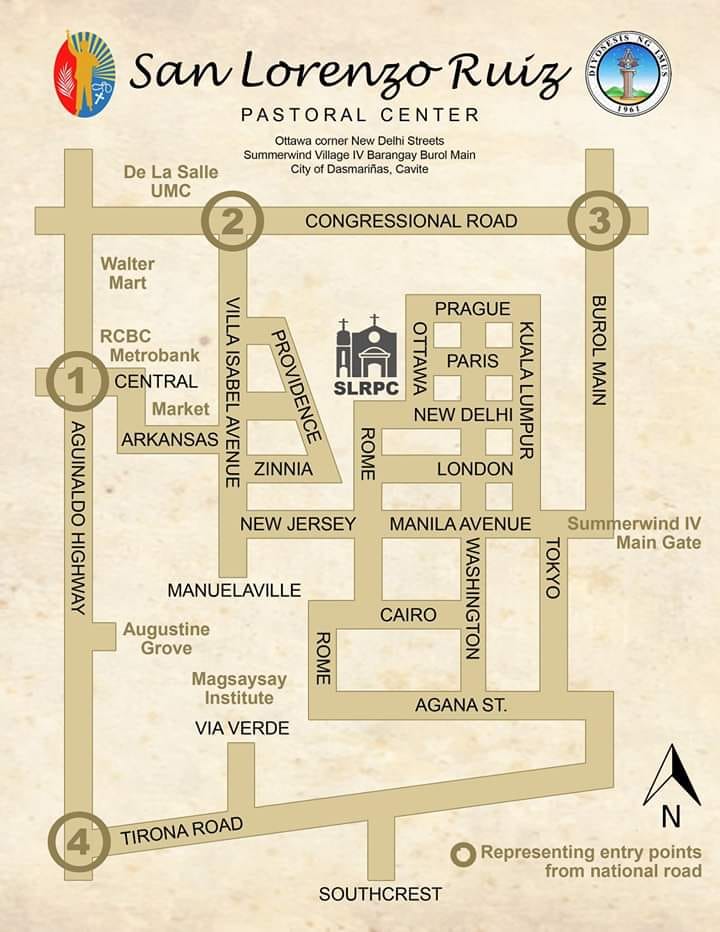 San Lorenzo Ruiz
DIYOSESIS NG IMUS
1961
PASTORAL CENTER
Ottawa corner New Delhi Streets
Summerwind Village IV Barangay Burol Main
City of Dasmariñas, Cavite
De La Salle
UMC
2
CONGRESSIONAL ROAD
3
Walter
Mart
VILLA ISABEL AVENUE
PROVIDENCE
BUROL MAIN
PRAGUE
OTTAWA
KUALA LUMPUR
PARIS
SLRPC
RCBC
Metrobank
1
CENTRAL
Market
ARKANSAS
NEW DELHI
ROME
ZINNIA
LONDON
AGUINALDO HIGHWAY
NEW JERSEY
MANILA AVENUE
Summerwind IV
Main Gate
WASHINGTON
TOKYO
MANUELAVILLE
CAIRO
Augustine
Grove
ROME
Magsaysay
Institute
AGANA ST.
VIA VERDE
N
4
TIRONA ROAD
Representing entry points
from national road
SOUTHCREST